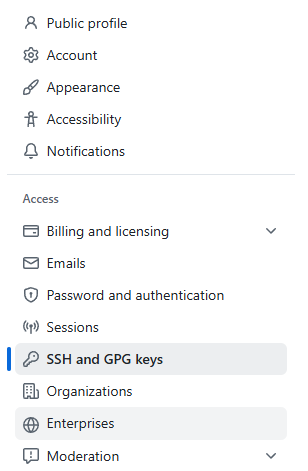 Public profile
Account
Appearance
Accessibility
Notifications
Access
Billing and licensing
Emails
Password and authentication
Sessions
SSH and GPG keys
Organizations
Enterprises
Moderation